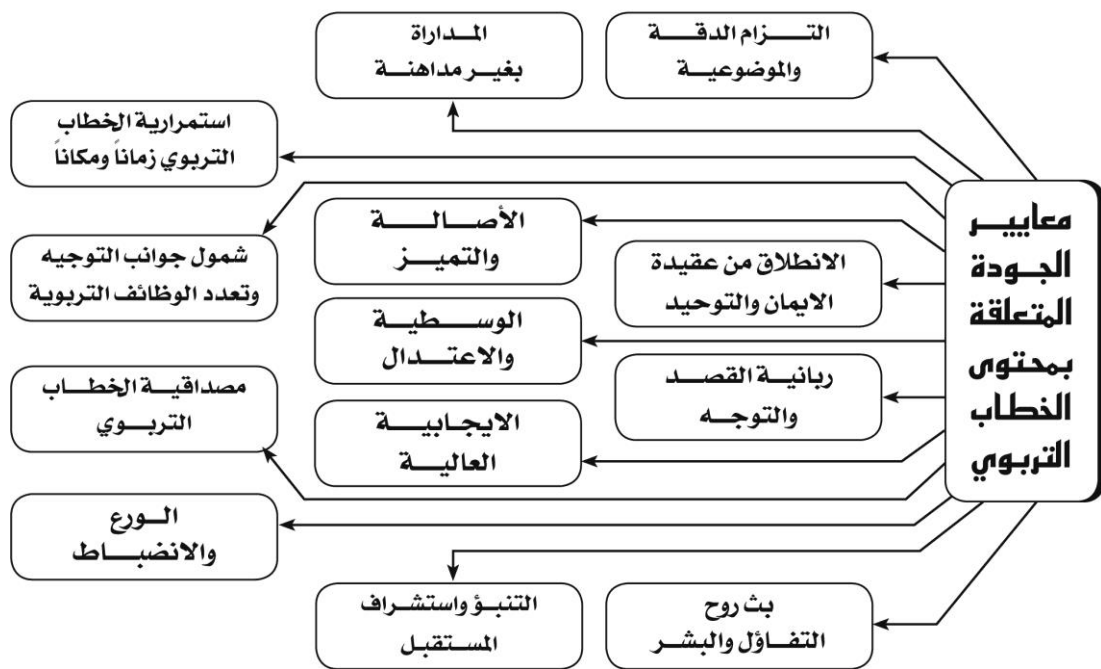 معايير
الجودة
المتعلقة
بمحتوى
الخطاب
التربوي
التزام الدقة
والموضوعية
المداراة
بغير مداهنة
استمرارية الخطاب
التربوي زماناً ومكاناً
شمول جوانب التوجيه
وتعدد الوظائف التربوية
الأصالة
والتميز
الانطلاق من عقيدة
الايمان والتوحيد
الوسطية
والاعتدال
ربانية القصد
والتوجه
الايجابية
العالية
مصداقية الخطاب
التربوي
الورع
والانضباط
التنبؤ واستشراف
المستقبل
بث روح
التفاؤل والبشر